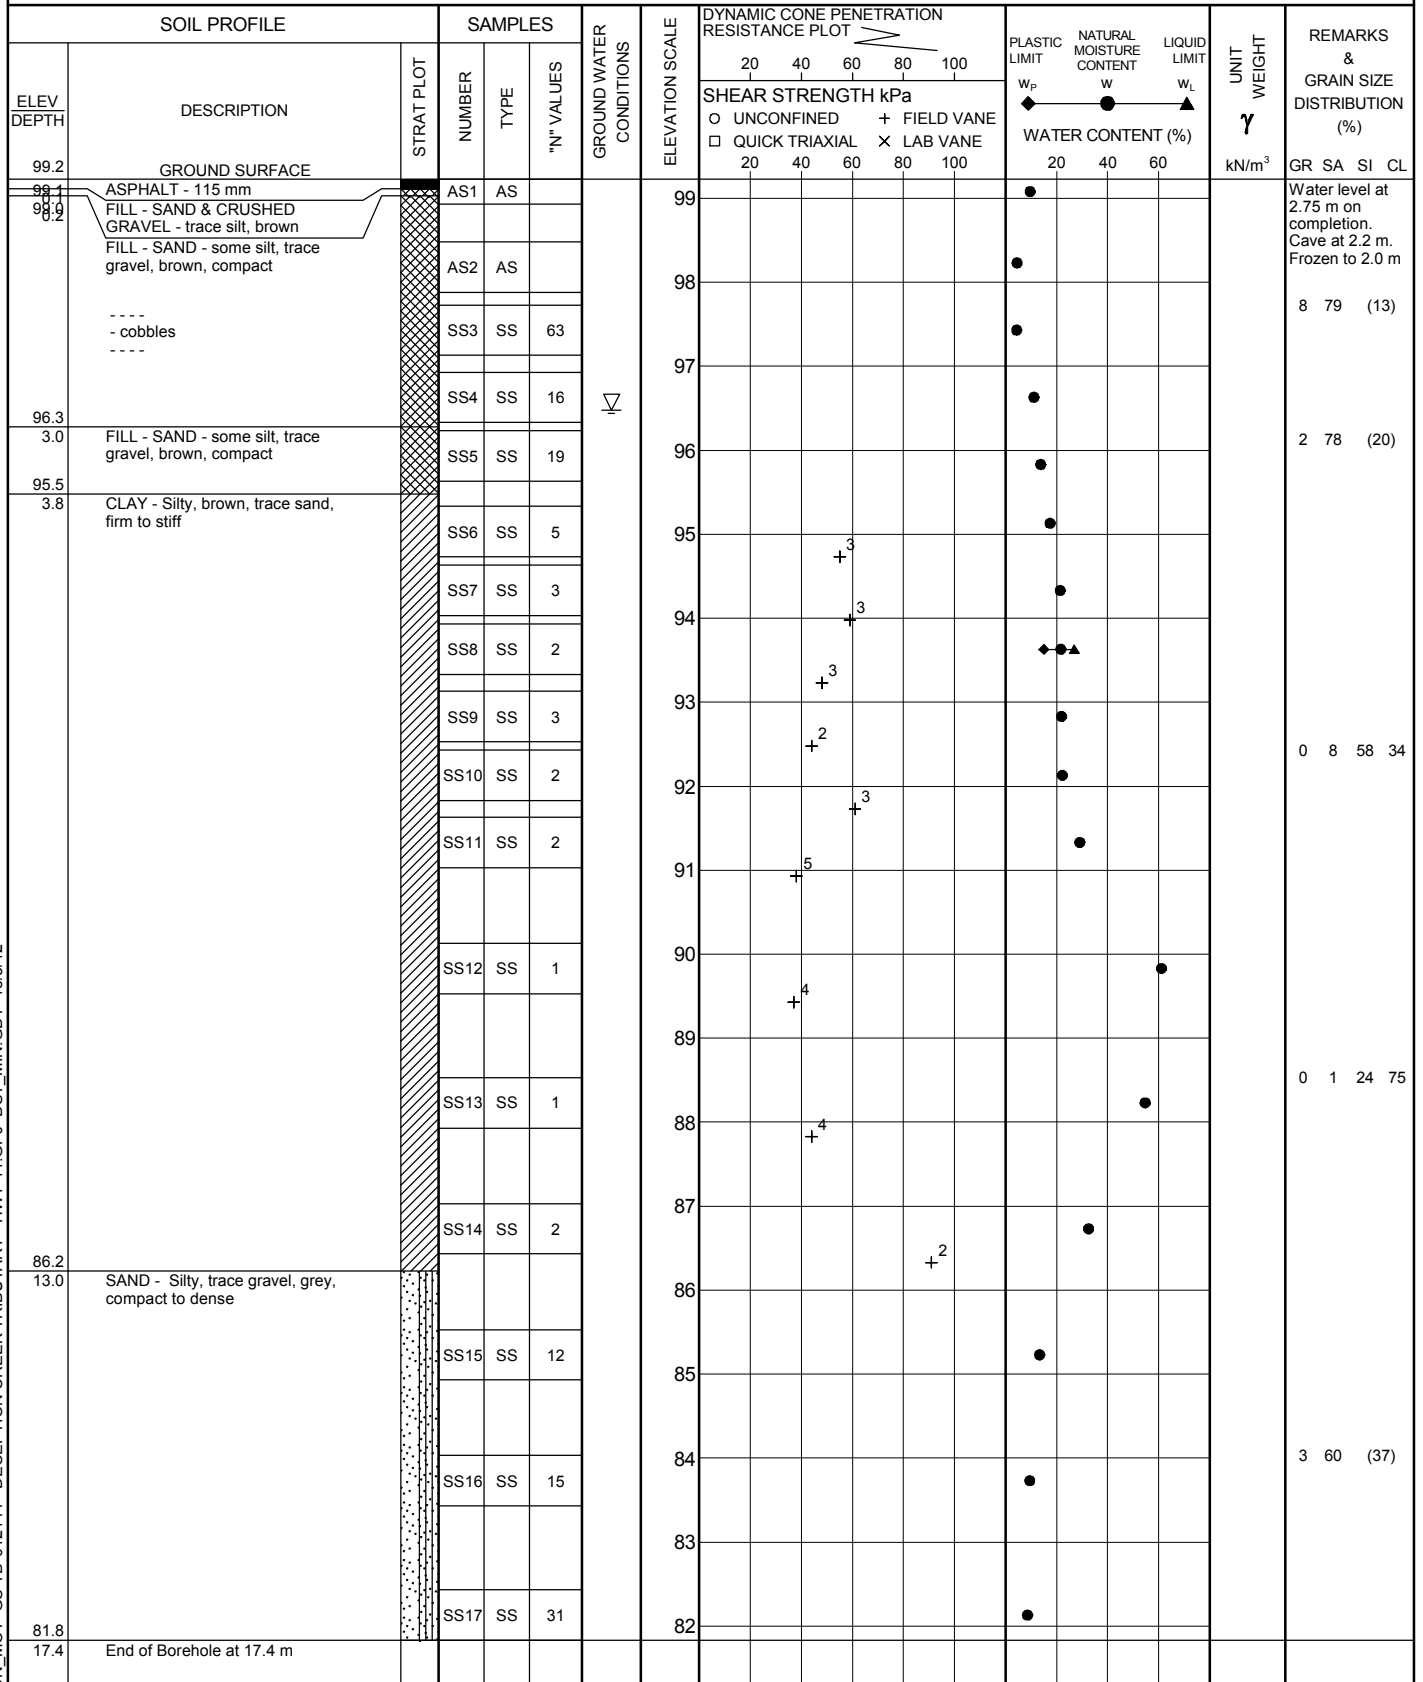 SOIL PROFILE
SAMPLES
GROUND WATER CONDITIONS
ELEVATION SCALE
DYNAMIC CONE PENETRATION
RESISTANCE PLOT
20 40 60 80 100
SHEAR STRENGTH kPa
○ UNCONFINED + FIELD VANE
□ QUICK TRIAXIAL × LAB VANE
20 40 60 80 100
PLASTIC LIMIT
NATURAL MOISTURE CONTENT
LIQUID LIMIT
wP w wL
WATER CONTENT (%)
20 40 60
UNIT WEIGHT
γ
kN/m³
REMARKS
&
GRAIN SIZE
DISTRIBUTION
(%)
GR SA SI CL
ELEV
DEPTH
DESCRIPTION
STRAT PLOT
NUMBER
TYPE
"N" VALUES
99.2 GROUND SURFACE
99.1 ASPHALT - 115 mm
0.1
99.0 FILL - SAND & CRUSHED
0.2 GRAVEL - trace silt, brown
FILL - SAND - some silt, trace
gravel, brown, compact
- - - -
- cobbles
- - - -
96.3
3.0 FILL - SAND - some silt, trace
gravel, brown, compact
95.5
3.8 CLAY - Silty, brown, trace sand,
firm to stiff
86.2
13.0 SAND - Silty, trace gravel, grey,
compact to dense
81.8
17.4 End of Borehole at 17.4 m
AS1 AS
AS2 AS
SS3 SS 63
SS4 SS 16
SS5 SS 19
SS6 SS 5
SS7 SS 3
SS8 SS 2
SS9 SS 3
SS10 SS 2
SS11 SS 2
SS12 SS 1
SS13 SS 1
SS14 SS 2
SS15 SS 12
SS16 SS 15
SS17 SS 31
99
98
97
96
95
94
93
92
91
90
89
88
87
86
85
84
83
82
3
3
3
2
3
5
4
4
2
Water level at
2.75 m on
completion.
Cave at 2.2 m.
Frozen to 2.0 m
8 79 (13)
2 78 (20)
0 8 58 34
0 1 24 75
3 60 (37)